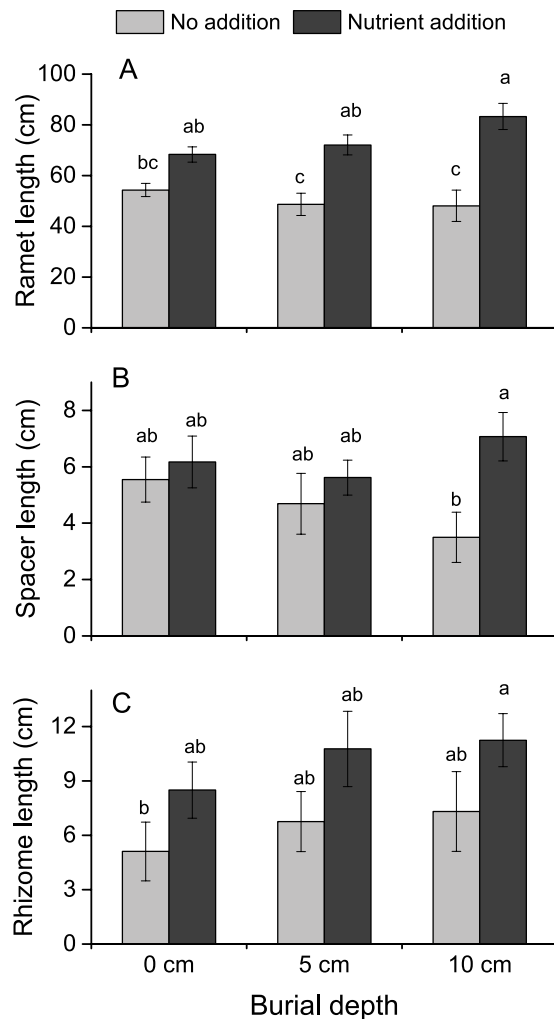 No addition Nutrient addition
A
Ramet length (cm)
100
80
60
40
20
0
bc ab c ab c a
B
Spacer length (cm)
8
6
4
2
0
ab ab ab ab b a
C
Rhizome length (cm)
12
9
6
3
0
b ab ab ab ab a
0 cm 5 cm 10 cm
Burial depth